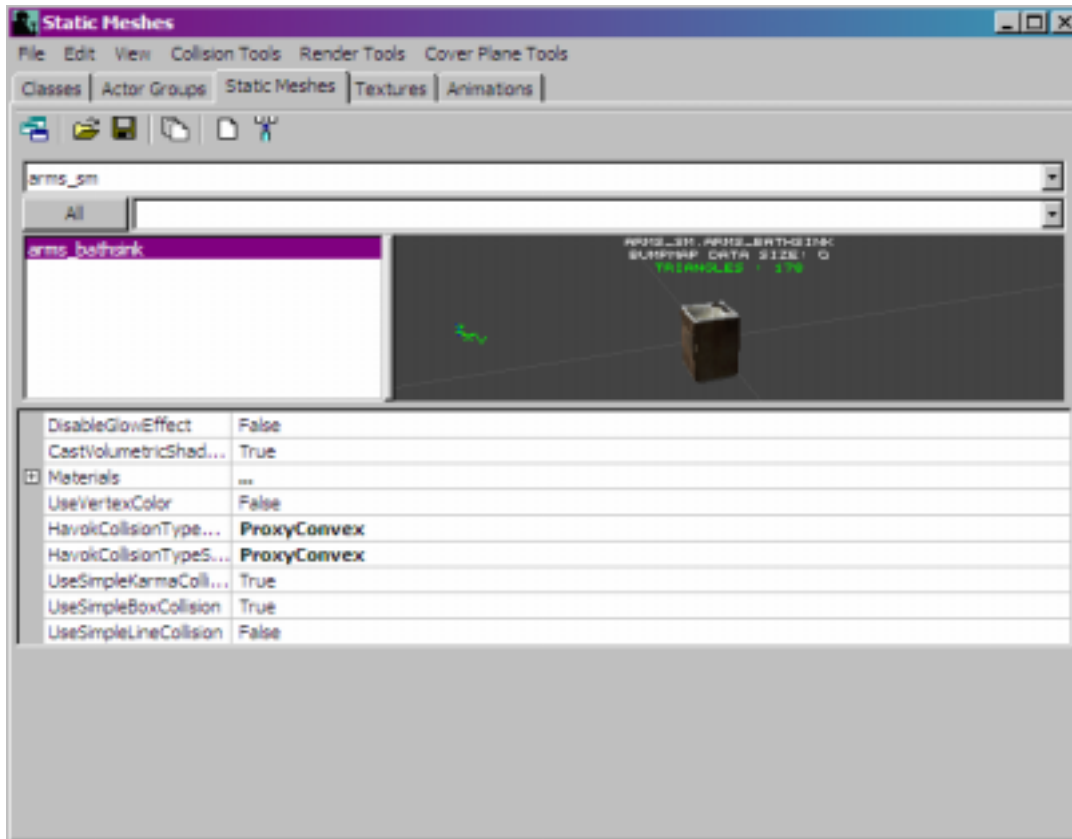 Static Meshes
File Edit View Collision Tools Render Tools Cover Plane Tools
Classes Actor Groups Static Meshes Textures Animations
arms_sm
All
arms_bathsink
ARMS_SM.ARMS_BATHSINK
BUMPMAP DATA SIZE: 0
TRIANGLES : 178
DisableGlowEffect False
CastVolumetricShad... True
Materials ...
UseVertexColor False
HavokCollisionType... ProxyConvex
HavokCollisionTypeS... ProxyConvex
UseSimpleKarmaColli... True
UseSimpleBoxCollision True
UseSimpleLineCollision False